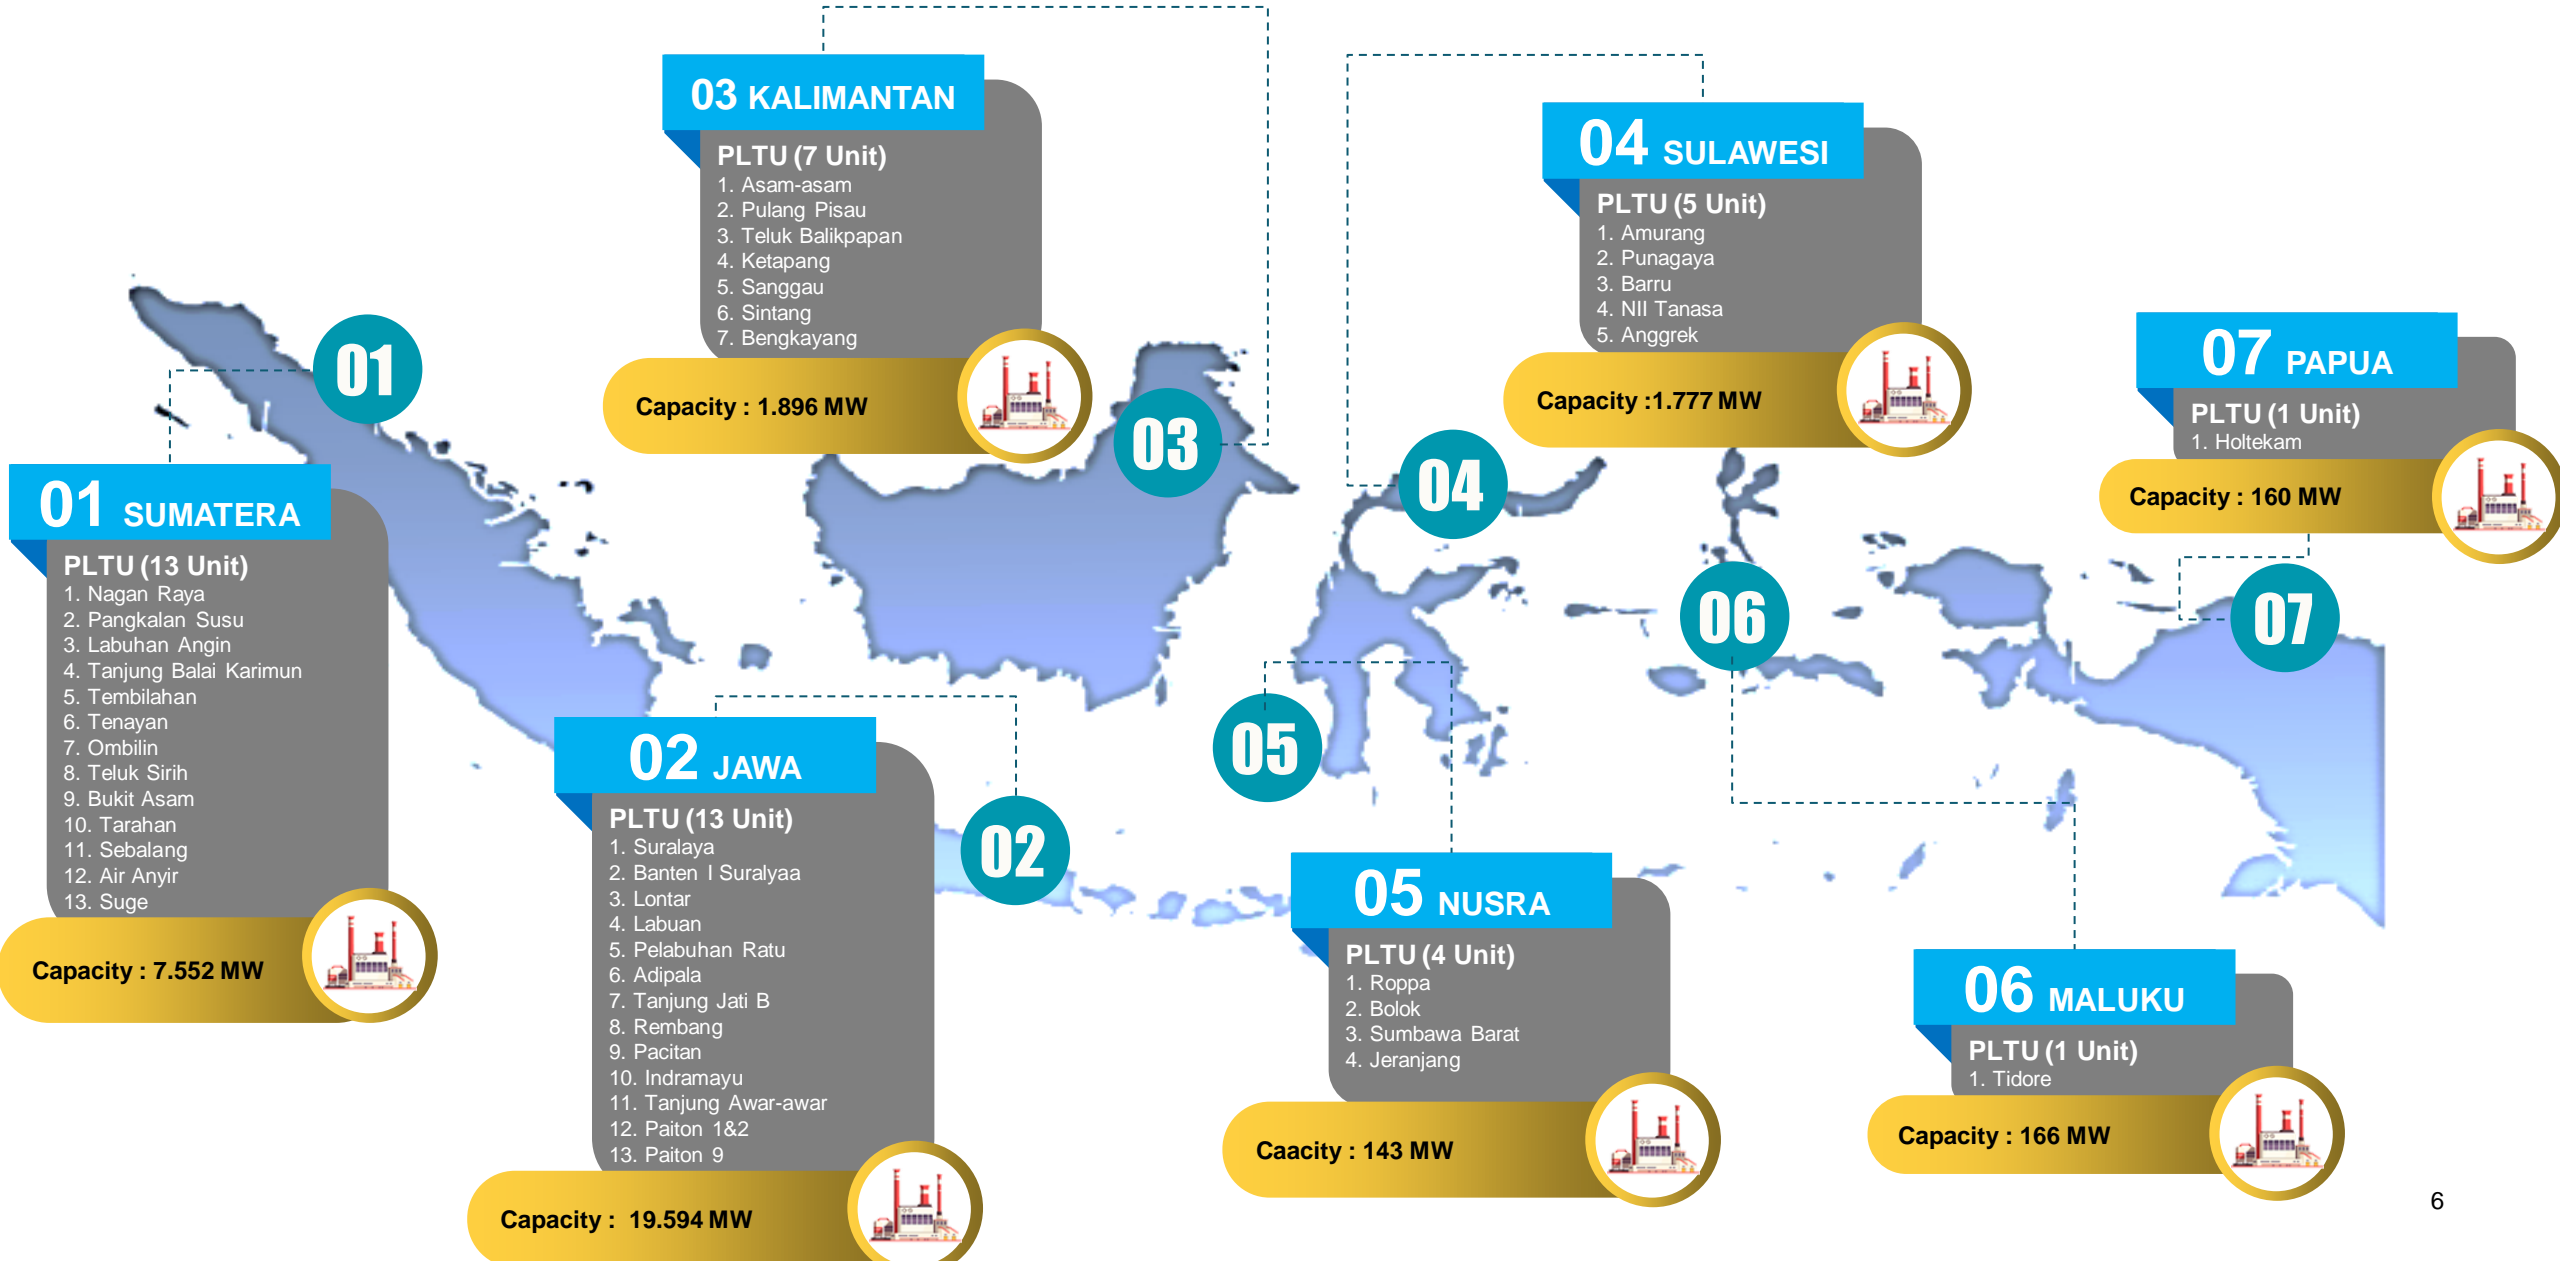 03 KALIMANTAN
PLTU (7 Unit)
1. Asam-asam
2. Pulang Pisau
3. Teluk Balikpapan
4. Ketapang
5. Sanggau
6. Sintang
7. Bengkayang
Capacity : 1.896 MW
04 SULAWESI
PLTU (5 Unit)
1. Amurang
2. Punagaya
3. Barru
4. NII Tanasa
5. Anggrek
Capacity :1.777 MW
07 PAPUA
PLTU (1 Unit)
1. Holtekam
Capacity : 160 MW
01
03
04
06
07
05
02
01 SUMATERA
PLTU (13 Unit)
1. Nagan Raya
2. Pangkalan Susu
3. Labuhan Angin
4. Tanjung Balai Karimun
5. Tembilahan
6. Tenayan
7. Ombilin
8. Teluk Sirih
9. Bukit Asam
10. Tarahan
11. Sebalang
12. Air Anyir
13. Suge
Capacity : 7.552 MW
02 JAWA
PLTU (13 Unit)
1. Suralaya
2. Banten I Suralyaa
3. Lontar
4. Labuan
5. Pelabuhan Ratu
6. Adipala
7. Tanjung Jati B
8. Rembang
9. Pacitan
10. Indramayu
11. Tanjung Awar-awar
12. Paiton 1&2
13. Paiton 9
Capacity : 19.594 MW
05 NUSRA
PLTU (4 Unit)
1. Roppa
2. Bolok
3. Sumbawa Barat
4. Jeranjang
Caacity : 143 MW
06 MALUKU
PLTU (1 Unit)
1. Tidore
Capacity : 166 MW
6